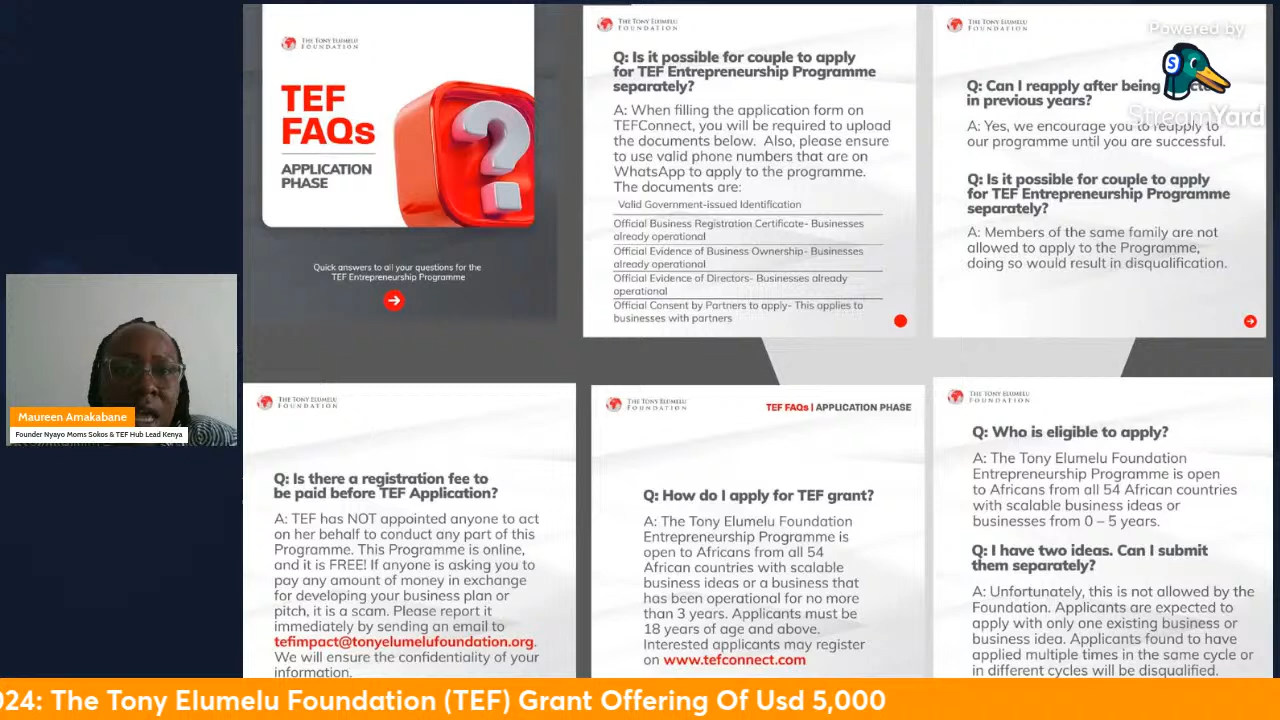 THE TONY ELUMELU
FOUNDATION
TEF
FAQs
APPLICATION
PHASE
Quick answers to all your questions for the
TEF Entrepreneurship Programme
THE TONY ELUMELU
FOUNDATION
Q: Is it possible for couple to apply
for TEF Entrepreneurship Programme
separately?
A: When filling the application form on
TEFConnect, you will be required to upload
the documents below. Also, please ensure
to use valid phone numbers that are on
WhatsApp to apply to the programme.
The documents are:
Valid Government-issued Identification
Official Business Registration Certificate- Businesses
already operational
Official Evidence of Business Ownership- Businesses
already operational
Official Evidence of Directors- Businesses already
operational
Official Consent by Partners to apply- This applies to
businesses with partners
THE TONY ELUMELU
FOUNDATION
Powered by
S
StreamYard
Q: Can I reapply after being
in previous years?
A: Yes, we encourage you to reapply to
our programme until you are successful.
Q: Is it possible for couple to apply
for TEF Entrepreneurship Programme
separately?
A: Members of the same family are not
allowed to apply to the Programme,
doing so would result in disqualification.
Maureen Amakabane
Founder Nyayo Moms Sokos & TEF Hub Lead Kenya
THE TONY ELUMELU
FOUNDATION
Q: Is there a registration fee to
be paid before TEF Application?
A: TEF has NOT appointed anyone to act
on her behalf to conduct any part of this
Programme. This Programme is online,
and it is FREE! If anyone is asking you to
pay any amount of money in exchange
for developing your business plan or
pitch, it is a scam. Please report it
immediately by sending an email to
tefimpact@tonyelumelufoundation.org.
We will ensure the confidentiality of your
information.
THE TONY ELUMELU
FOUNDATION
TEF FAQs | APPLICATION PHASE
Q: How do I apply for TEF grant?
A: The Tony Elumelu Foundation
Entrepreneurship Programme is
open to Africans from all 54
African countries with scalable
business ideas or a business that
has been operational for no more
than 3 years. Applicants must be
18 years of age and above.
Interested applicants may register
on www.tefconnect.com
THE TONY ELUMELU
FOUNDATION
Q: Who is eligible to apply?
A: The Tony Elumelu Foundation
Entrepreneurship Programme is open
to Africans from all 54 African countries
with scalable business ideas or
businesses from 0 – 5 years.
Q: I have two ideas. Can I submit
them separately?
A: Unfortunately, this is not allowed by the
Foundation. Applicants are expected to
apply with only one existing business or
business idea. Applicants found to have
applied multiple times in the same cycle or
in different cycles will be disqualified.
024: The Tony Elumelu Foundation (TEF) Grant Offering Of Usd 5,000